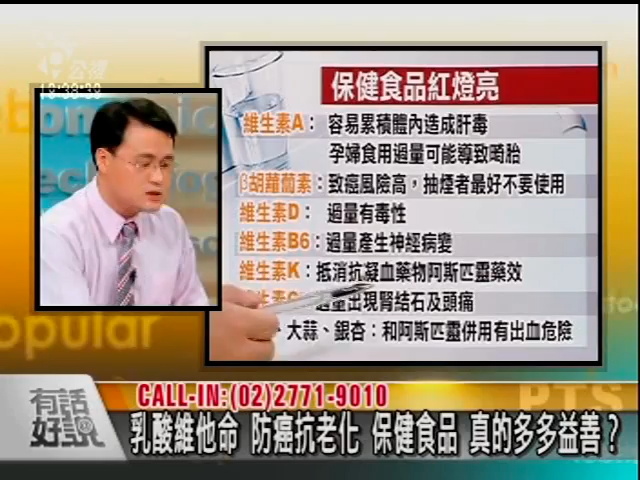 公視
18:38:39
保健食品紅燈亮
維生素A： 容易累積體內造成肝毒
孕婦食用過量可能導致畸胎
β胡蘿蔔素：致癌風險高，抽煙者最好不要使用
維生素D： 過量有毒性
維生素B6：過量產生神經病變
維生素K：抵消抗凝血藥物阿斯匹靈藥效
過量出現腎結石及頭痛
大蒜、銀杏：和阿斯匹靈併用有出血危險
popular
PTS
CALL-IN:(02)2771-9010
有話好說
乳酸維他命 防癌抗老化 保健食品 真的多多益善？